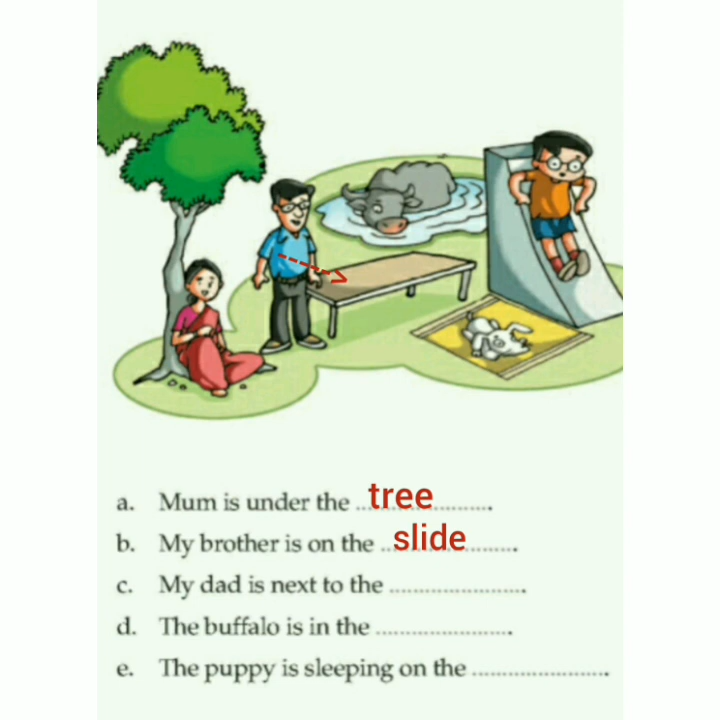 a. Mum is under the ...tree...........
b. My brother is on the ..slide...........
c. My dad is next to the ........................
d. The buffalo is in the ........................
e. The puppy is sleeping on the ........................